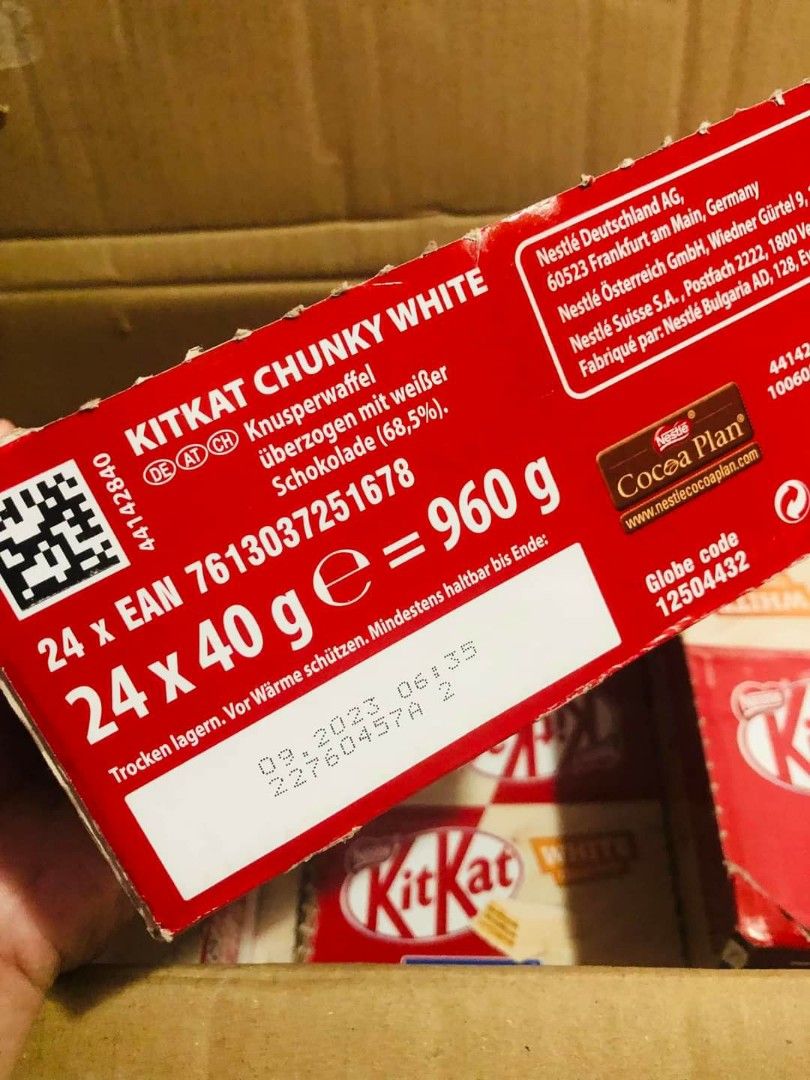 KITKAT CHUNKY WHITE
DE AT CH Knusperwaffel
überzogen mit weißer
Schokolade (68,5%).
44142840
24 x EAN 7613037251678
24 x 40 g e = 960 g
Trocken lagern. Vor Wärme schützen. Mindestens haltbar bis Ende:
09.2023 06:35
22760457A 2
Nestlé Deutschland AG,
60523 Frankfurt am Main, Germany
Nestlé Österreich GmbH, Wiedner Gürtel 9,
Nestlé Suisse S.A., Postfach 2222, 1800
Fabriqué par: Nestlé Bulgaria AD, 128,
Nestlé
Cocoa Plan
www.nestlecocoaplan.com
Globe code
12504432
KitKat
WHITE